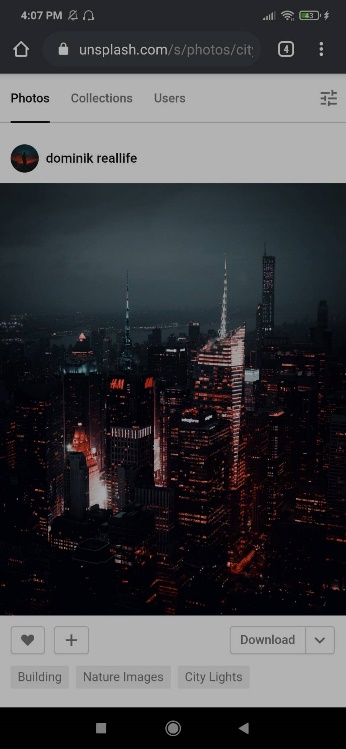 4:07 PM
43
unsplash.com/s/photos/cit
4
Photos
Collections
Users
dominik reallife
H&M
Download
Building
Nature Images
City Lights